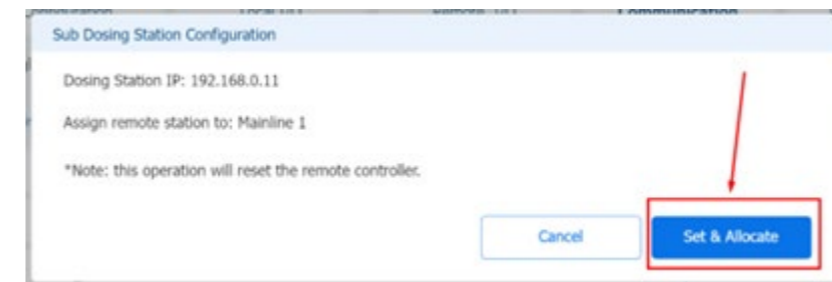 Communication
Sub Dosing Station Configuration
Dosing Station IP: 192.168.0.11
Assign remote station to: Mainline 1
*Note: this operation will reset the remote controller.
Cancel
Set & Allocate